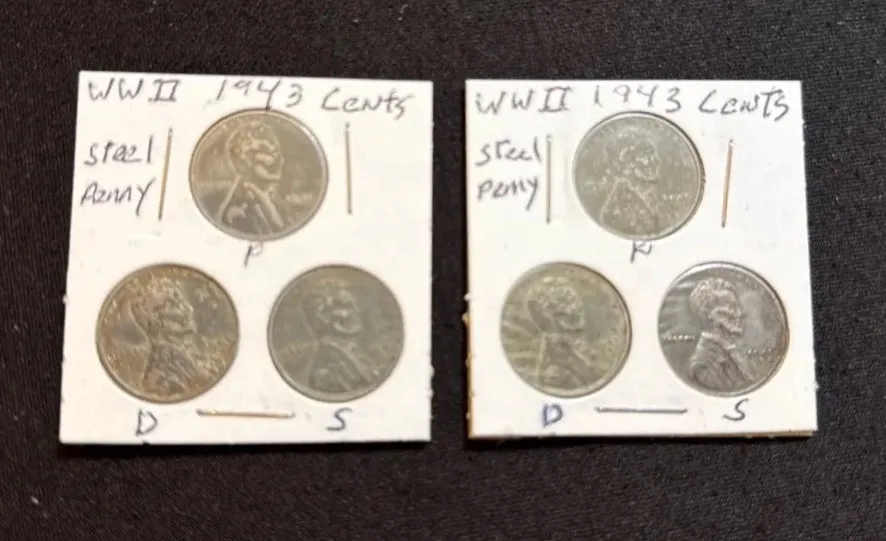 WW II 1943 Cents
Steel
Penny
P
D
S
WW II 1943 Cents
Steel
Penny
D
S